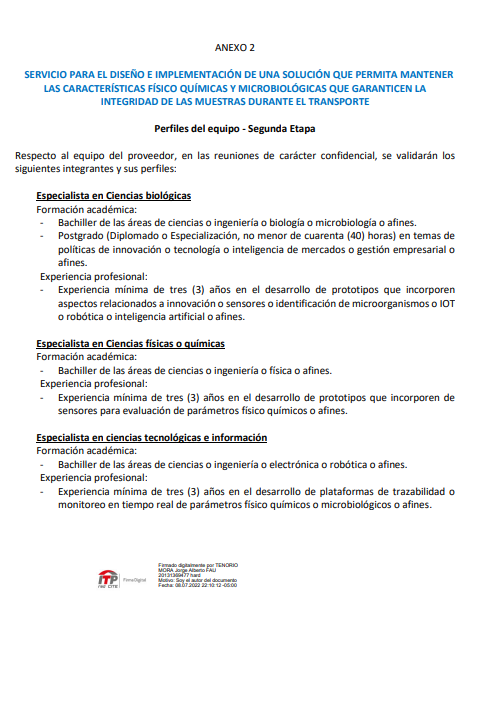 ANEXO 2
SERVICIO PARA EL DISEÑO E IMPLEMENTACIÓN DE UNA SOLUCIÓN QUE PERMITA MANTENER
LAS CARACTERÍSTICAS FÍSICO QUÍMICAS Y MICROBIOLÓGICAS QUE GARANTICEN LA
INTEGRIDAD DE LAS MUESTRAS DURANTE EL TRANSPORTE
Perfiles del equipo - Segunda Etapa
Respecto al equipo del proveedor, en las reuniones de carácter confidencial, se validarán los
siguientes integrantes y sus perfiles:
Especialista en Ciencias biológicas
Formación académica:
- Bachiller de las áreas de ciencias o ingeniería o biología o microbiología o afines.
- Postgrado (Diplomado o Especialización, no menor de cuarenta (40) horas) en temas de
políticas de innovación o tecnología o inteligencia de mercados o gestión empresarial o
afines.
Experiencia profesional:
- Experiencia mínima de tres (3) años en el desarrollo de prototipos que incorporen
aspectos relacionados a innovación o sensores o identificación de microorganismos o IOT
o robótica o inteligencia artificial o afines.
Especialista en Ciencias físicas o químicas
Formación académica:
- Bachiller de las áreas de ciencias o ingeniería o física o afines.
Experiencia profesional:
- Experiencia mínima de tres (3) años en el desarrollo de prototipos que incorporen de
sensores para evaluación de parámetros físico químicos o afines.
Especialista en ciencias tecnológicas e información
Formación académica:
- Bachiller de las áreas de ciencias o ingeniería o electrónica o robótica o afines.
Experiencia profesional:
- Experiencia mínima de tres (3) años en el desarrollo de plataformas de trazabilidad o
monitoreo en tiempo real de parámetros físico químicos o microbiológicos o afines.
ITP
red CITE
Firma Digital
Firmado digitalmente por TENORIO
MORA Jorge Alberto FAU
20131369477 hard
Motivo: Soy el autor del documento
Fecha: 08.07.2022 22:10:12 -05:00